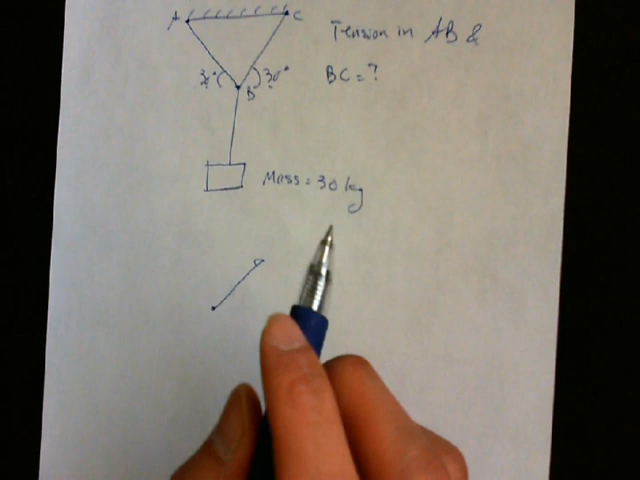 A
C
Tension in AB &
30°
30°
BC = ?
B
Mass = 30 kg